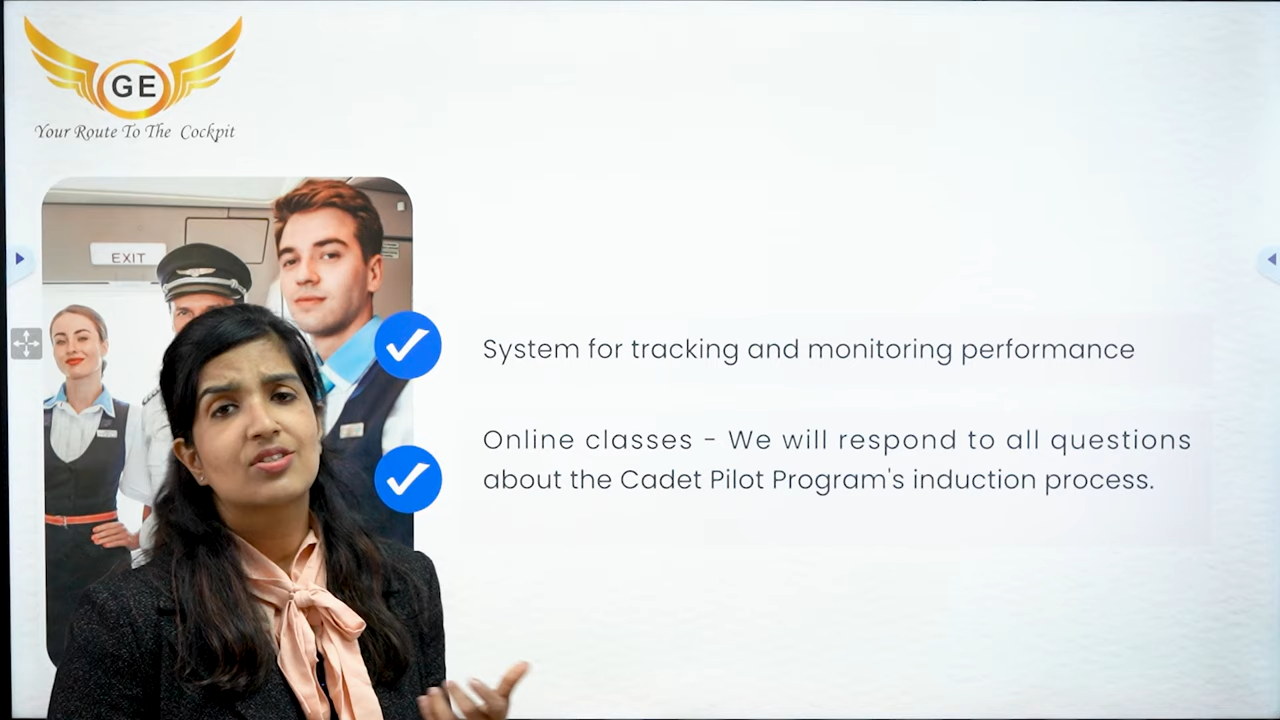 GE
Your Route To The Cockpit
EXIT
System for tracking and monitoring performance
Online classes - We will respond to all questions
about the Cadet Pilot Program's induction process.